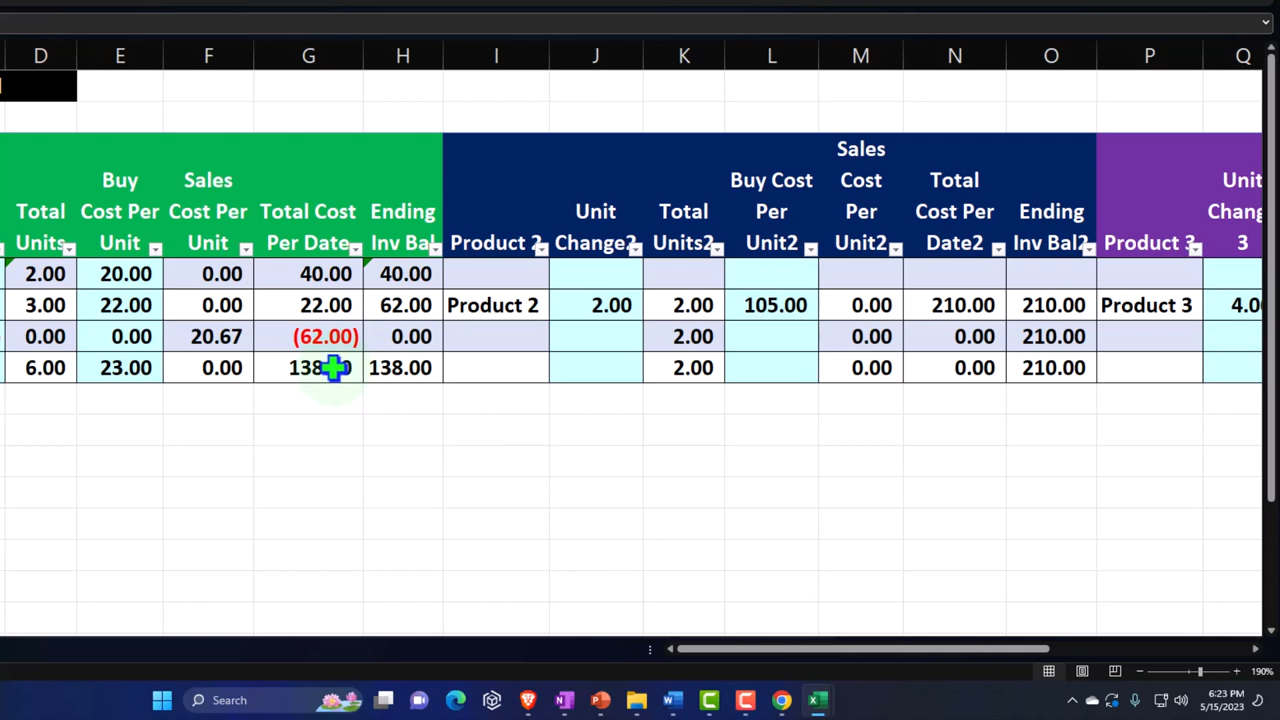 D E F G H I J K L M N O P Q
Sales
Buy Sales Buy Cost Cost Total Unit
Total Cost Per Cost Per Total Cost Ending Unit Total Per Per Cost Per Ending Chang
Units Unit Unit Per Date Inv Bal Product 2 Change2 Units2 Unit2 Unit2 Date2 Inv Bal2 Product 3 3
2.00 20.00 0.00 40.00 40.00
3.00 22.00 0.00 22.00 62.00 Product 2 2.00 2.00 105.00 0.00 210.00 210.00 Product 3 4.0
0.00 0.00 20.67 (62.00) 0.00 2.00 0.00 0.00 210.00
6.00 23.00 0.00 138.00 2.00 0.00 0.00 210.00
190%
Search
6:23 PM
5/15/2023